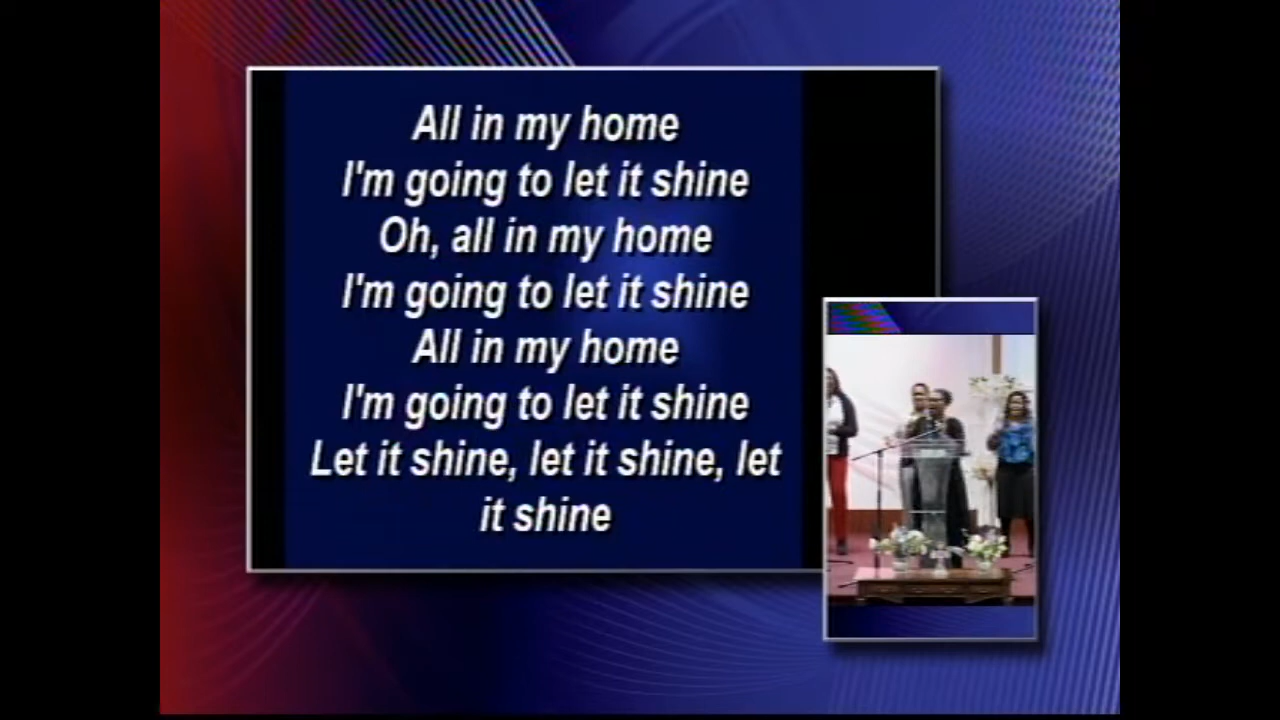 All in my home
I'm going to let it shine
Oh, all in my home
I'm going to let it shine
All in my home
I'm going to let it shine
Let it shine, let it shine, let
it shine